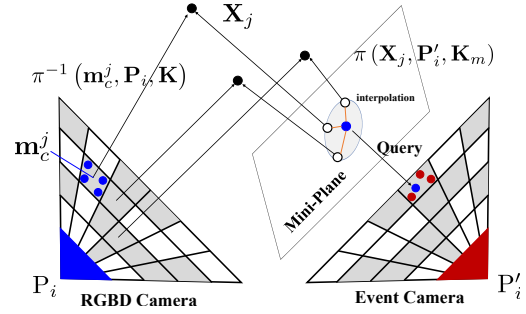 X_j
π⁻¹ (m_c^j, P_i, K)
π (X_j, P′_i, K_m)
interpolation
m_c^j
Query
Mini-Plane
P_i
RGBD Camera
Event Camera
P′_i